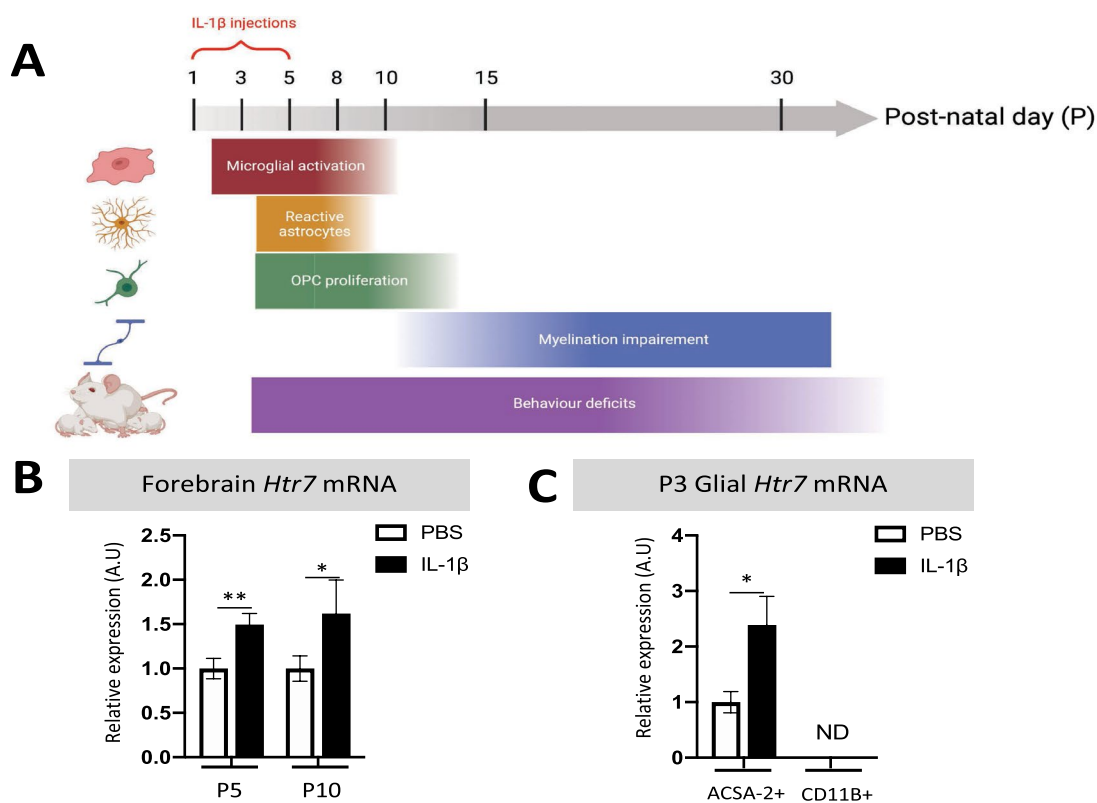 IL-1β injections
A
1 3 5 8 10 15 30
Post-natal day (P)
Microglial activation
Reactive
astrocytes
OPC proliferation
Myelination impairment
Behaviour deficits
B
Forebrain Htr7 mRNA
PBS
IL-1β
Relative expression (A.U)
2.5
2.0
1.5
1.0
0.5
0.0
**
*
P5 P10
C
P3 Glial Htr7 mRNA
PBS
IL-1β
Relative expression (A.U)
4
3
2
1
0
*
ND
ACSA-2+ CD11B+